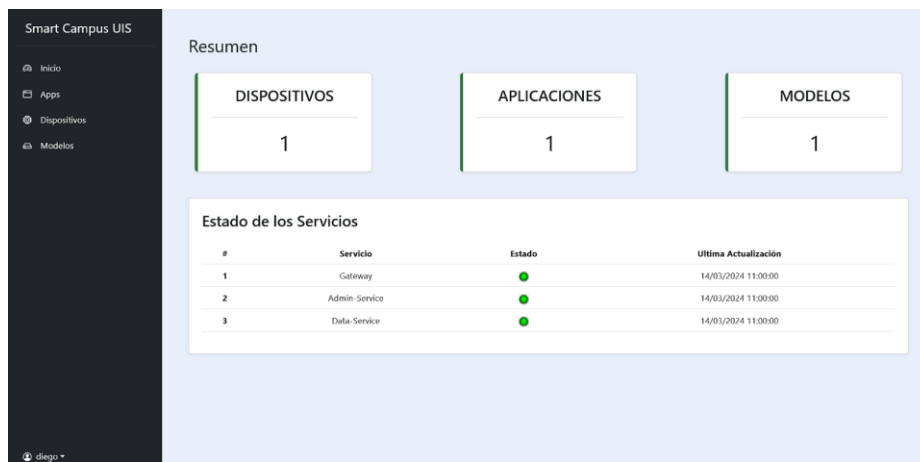 Smart Campus UIS
Inicio
Apps
Dispositivos
Modelos
diego
Resumen
DISPOSITIVOS
1
APLICACIONES
1
MODELOS
1
Estado de los Servicios
# Servicio Estado Ultima Actualización
1 Gateway 14/03/2024 11:00:00
2 Admin-Service 14/03/2024 11:00:00
3 Data-Service 14/03/2024 11:00:00